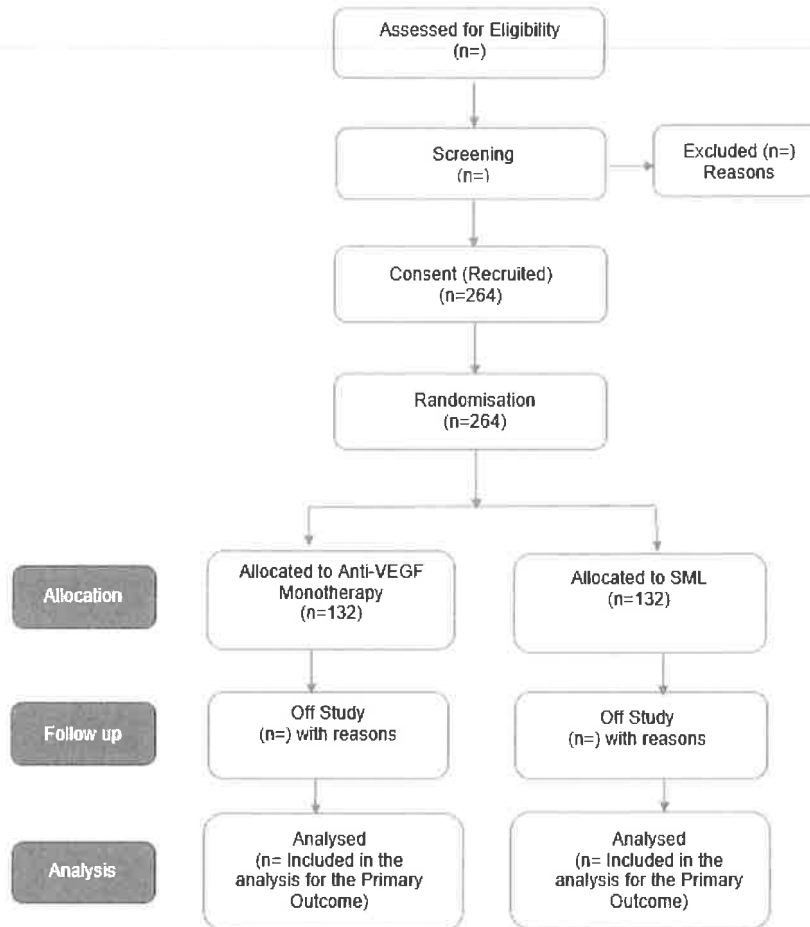 Assessed for Eligibility
(n=)
Screening
(n=)
Excluded (n=)
Reasons
Consent (Recruited)
(n=264)
Randomisation
(n=264)
Allocation
Allocated to Anti-VEGF
Monotherapy
(n=132)
Allocated to SML
(n=132)
Follow up
Off Study
(n=) with reasons
Off Study
(n=) with reasons
Analysis
Analysed
(n= Included in the
analysis for the Primary
Outcome)
Analysed
(n= Included in the
analysis for the Primary
Outcome)